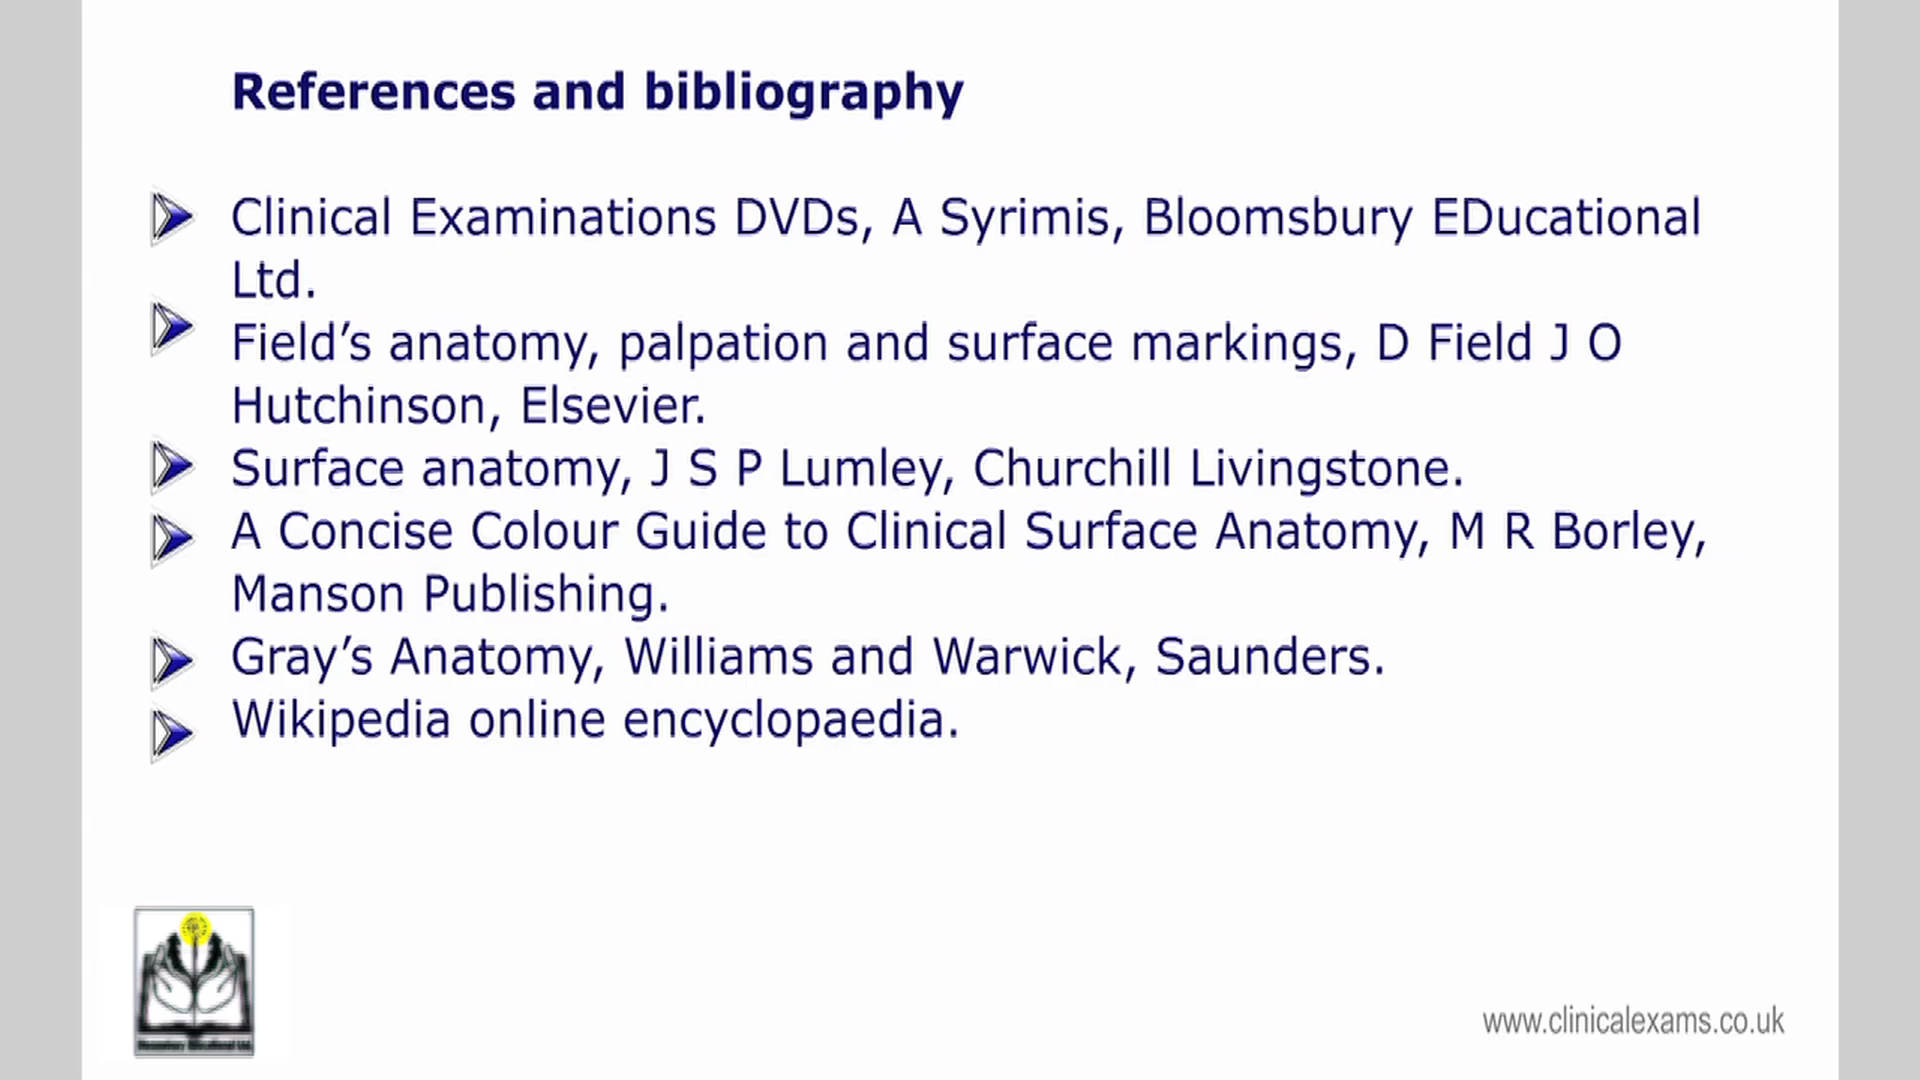 References and bibliography
Clinical Examinations DVDs, A Syrimis, Bloomsbury EDucational
Ltd.
Field’s anatomy, palpation and surface markings, D Field J O
Hutchinson, Elsevier.
Surface anatomy, J S P Lumley, Churchill Livingstone.
A Concise Colour Guide to Clinical Surface Anatomy, M R Borley,
Manson Publishing.
Gray’s Anatomy, Williams and Warwick, Saunders.
Wikipedia online encyclopaedia.
www.clinicalexams.co.uk